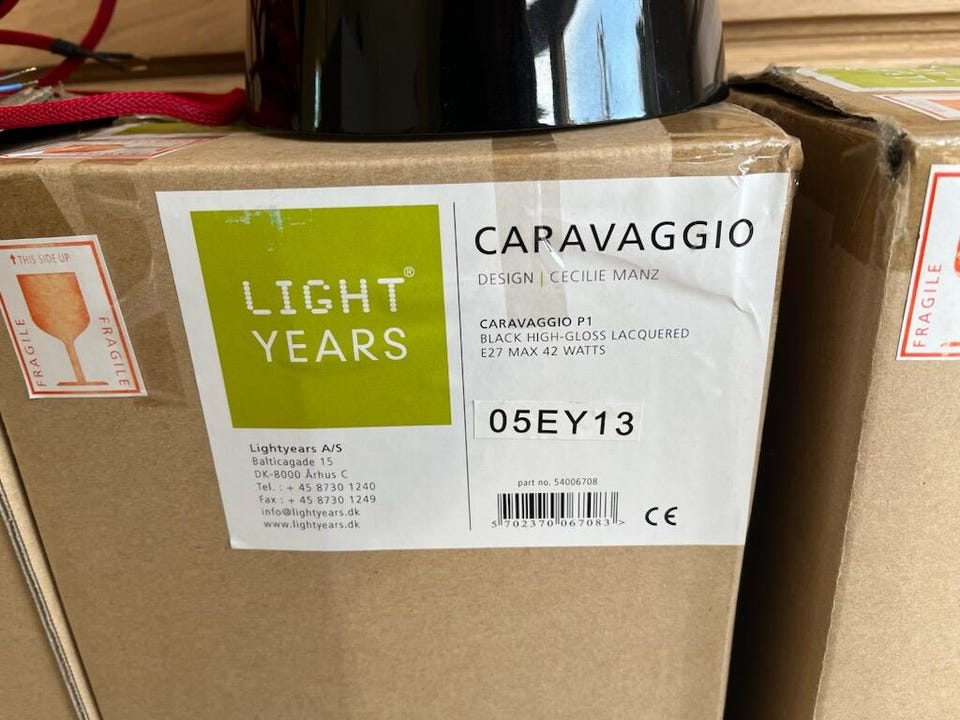 ↑ THIS SIDE UP
FRAGILE
FRAGILE
LIGHT®
YEARS
Lightyears A/S
Balticagade 15
DK-8000 Århus C
Tel. : + 45 8730 1240
Fax : + 45 8730 1249
info@lightyears.dk
www.lightyears.dk
CARAVAGGIO
DESIGN | CECILIE MANZ
CARAVAGGIO P1
BLACK HIGH-GLOSS LACQUERED
E27 MAX 42 WATTS
05EY13
part no. 54006708
5 702370 067083 >
CE
FRAGILE